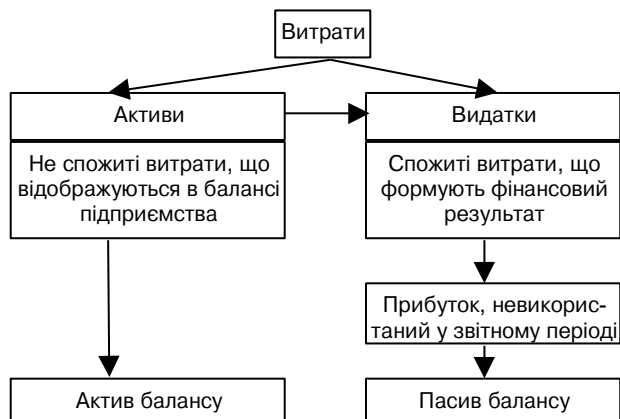 Витрати
Активи
Видатки
Не спожиті витрати, що
відображуються в балансі
підприємства
Спожиті витрати, що
формують фінансовий
результат
Прибуток, невикорис-
таний у звітному періоді
Актив балансу
Пасив балансу